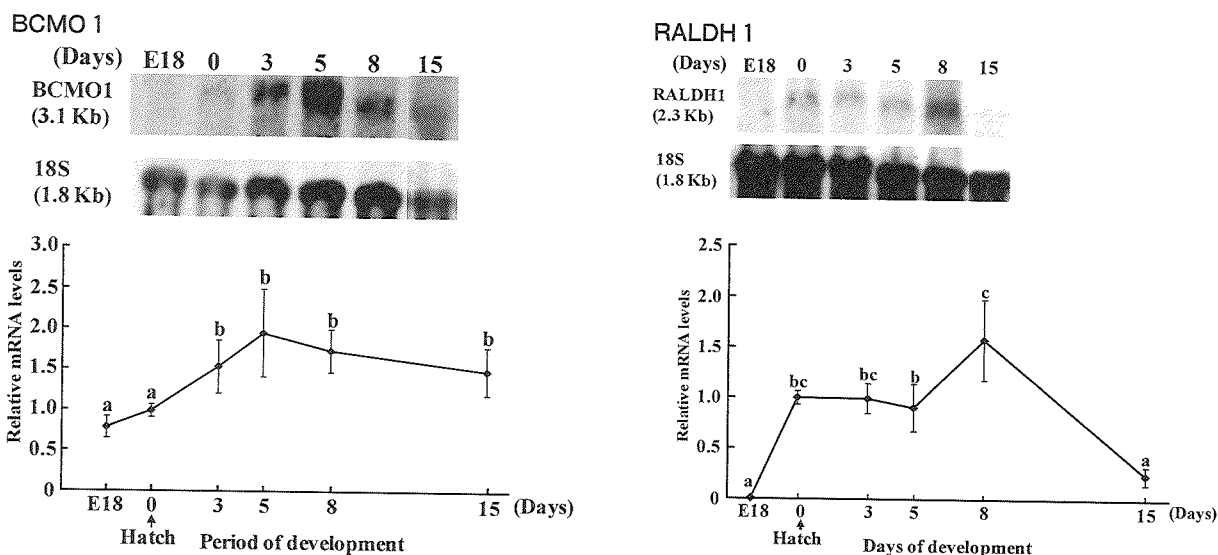 BCMO 1
(Days) E18 0 3 5 8 15
BCMO1
(3.1 Kb)
18S
(1.8 Kb)
3.0
2.5
2.0
1.5
1.0
0.5
0
Relative mRNA levels
a a b b b b
E18 0 3 5 8 15 (Days)
Hatch
Period of development
RALDH 1
(Days) E18 0 3 5 8 15
RALDH1
(2.3 Kb)
18S
(1.8 Kb)
2.5
2.0
1.5
1.0
0.5
0
Relative mRNA levels
a bc bc b c a
E18 0 3 5 8 15 (Days)
Hatch
Days of development